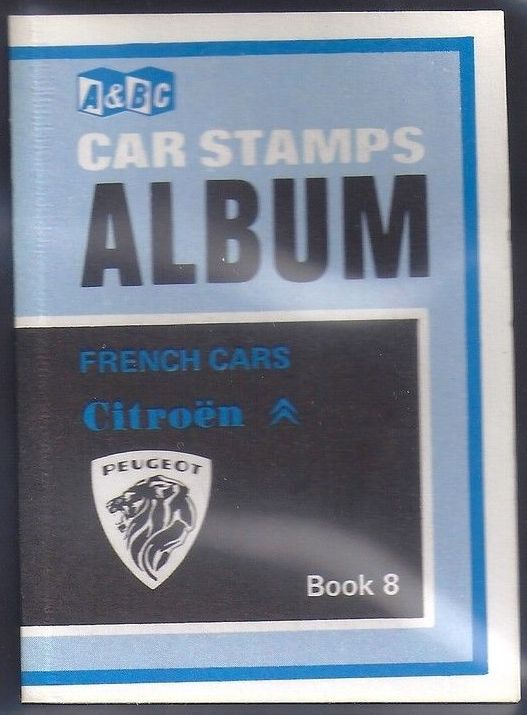 A&BC
CAR STAMPS
ALBUM
FRENCH CARS
Citroën
PEUGEOT
Book 8